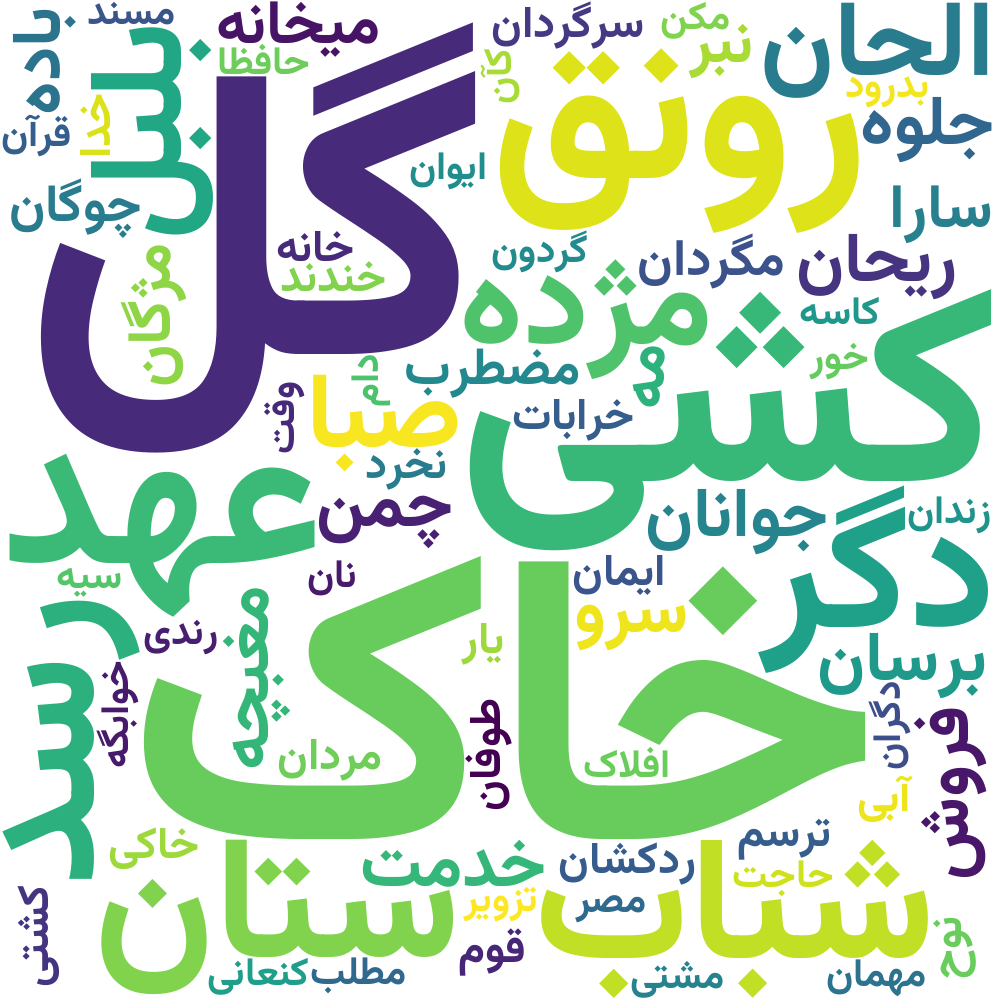 مسند
باده
میخانه
سرگردان
مکن
الحان
بلبل
حافظا
کآن
نبر
رونق
بدرود
قرآن
خدا
جلوه
گل
ایوان
چوگان
سارا
خانه
گردون
مگردان
ریحان
مژگان
خندند
مژده
کاسه
کشی
خور
مه
مضطرب
دام
صبا
وقت
خرابات
نخرد
عهد
چمن
جوانان
زندان
دگر
ایمان
نان
سیه
خاک
سرو
رندی
مغبچه
یار
برسان
رسد
خوابگه
طوفان
دگران
فروش
مردان
افلاک
آبی
خاکی
خدمت
ردکشان
ترسم
حاجت
شباب
ستان
تزویر
مصر
کشتی
قوم
نوح
کنعانی
مطلب
مشتی
مهمان